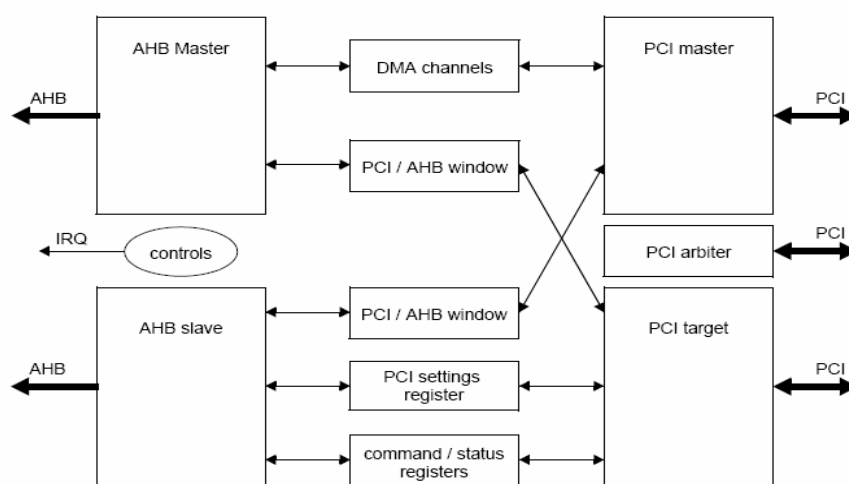 AHB Master
DMA channels
PCI master
AHB
PCI
PCI / AHB window
IRQ
controls
PCI arbiter
PCI
AHB slave
PCI / AHB window
PCI target
AHB
PCI settings
register
PCI
command / status
registers